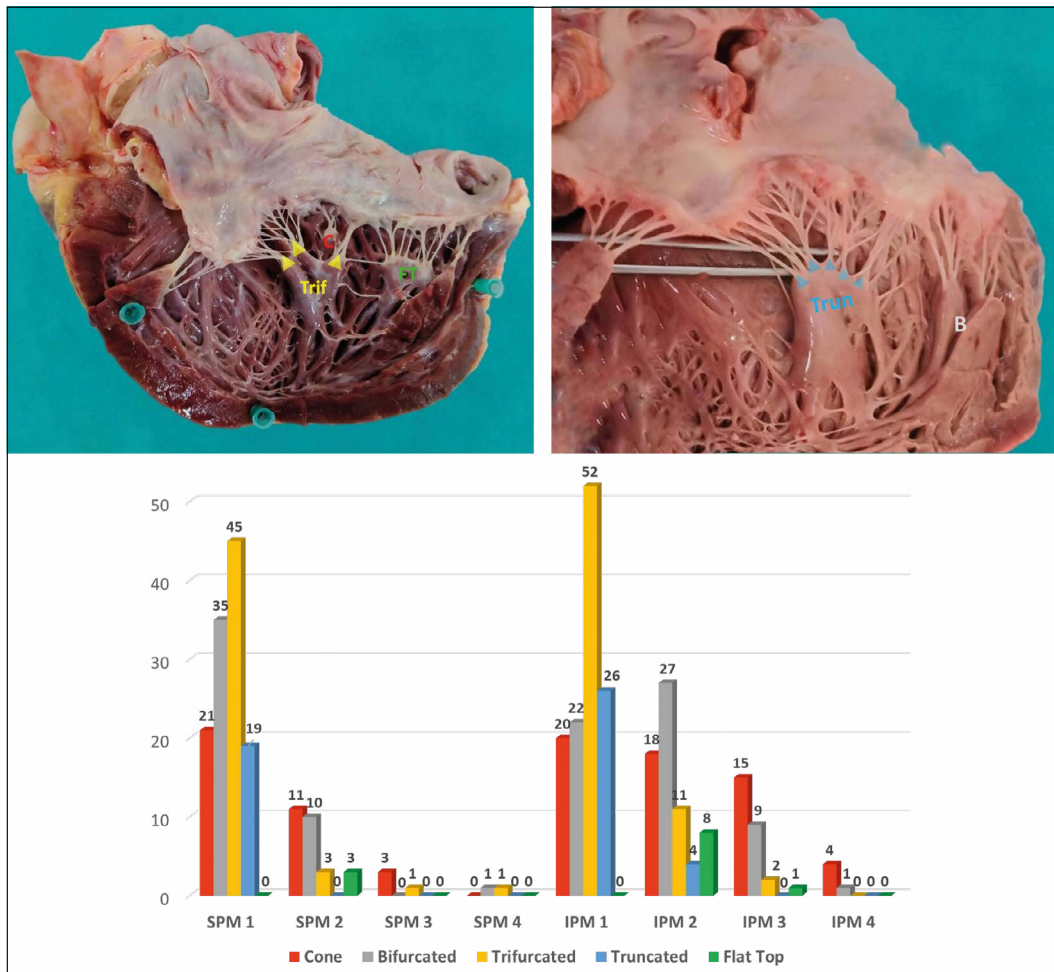 C
Trif
FT
Trun
B
50
40
30
20
10
0
21
35
45
19
0
11
10
3
0
3
3
0
1
0
0
0
1
1
0
0
20
22
52
26
0
18
27
11
4
8
15
9
2
0
1
4
1
0
0
0
SPM 1
SPM 2
SPM 3
SPM 4
IPM 1
IPM 2
IPM 3
IPM 4
Cone
Bifurcated
Trifurcated
Truncated
Flat Top